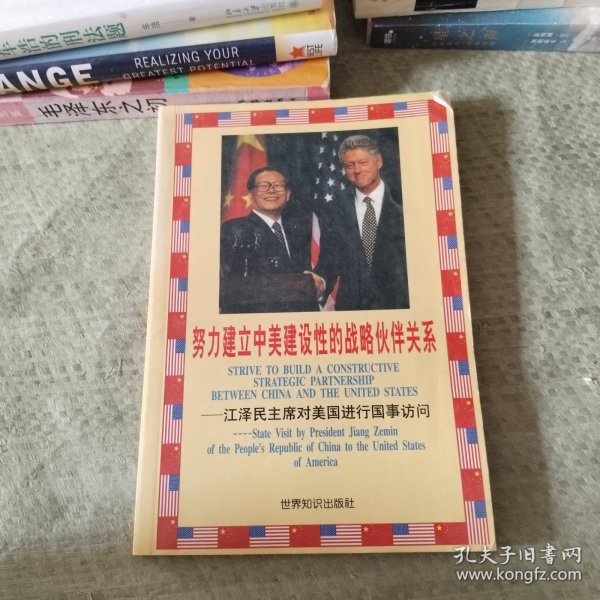 REALIZING YOUR
GREATEST POTENTIAL
ANGE
毛泽东之初
努力建立中美建设性的战略伙伴关系
STRIVE TO BUILD A CONSTRUCTIVE
STRATEGIC PARTNERSHIP
BETWEEN CHINA AND THE UNITED STATES
——江泽民主席对美国进行国事访问
----State Visit by President Jiang Zemin
of the People's Republic of China to the United States
of America
世界知识出版社
孔夫子旧书网
www.kongfz.com